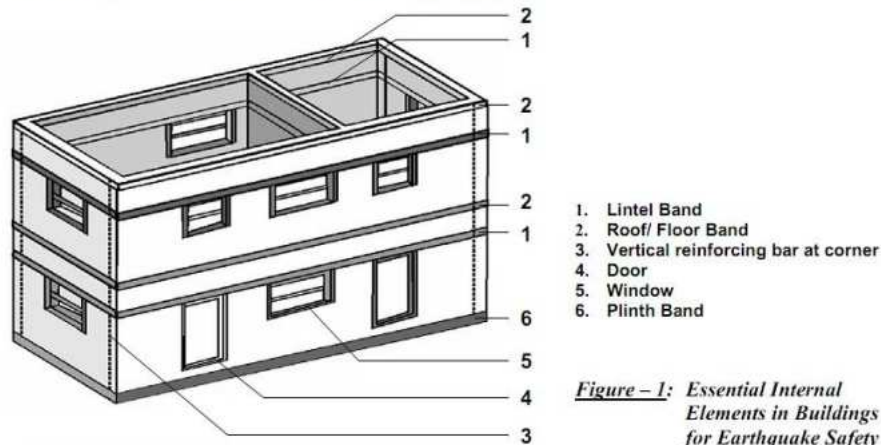 2
1
2
1
2
1
6
5
4
3
1. Lintel Band
2. Roof/ Floor Band
3. Vertical reinforcing bar at corner
4. Door
5. Window
6. Plinth Band
Figure – 1: Essential Internal
Elements in Buildings
for Earthquake Safety